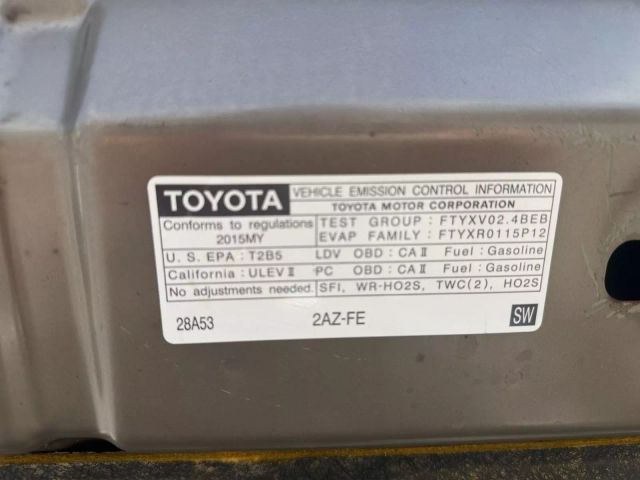 TOYOTA VEHICLE EMISSION CONTROL INFORMATION
TOYOTA MOTOR CORPORATION
Conforms to regulations TEST GROUP : FTYXV02.4BEB
2015MY EVAP FAMILY : FTYXR0115P12
U. S. EPA : T2B5 LDV OBD : CA II Fuel : Gasoline
California : ULEV II PC OBD : CA II Fuel : Gasoline
No adjustments needed. SFI, WR-HO2S, TWC(2), HO2S
28A53 2AZ-FE SW